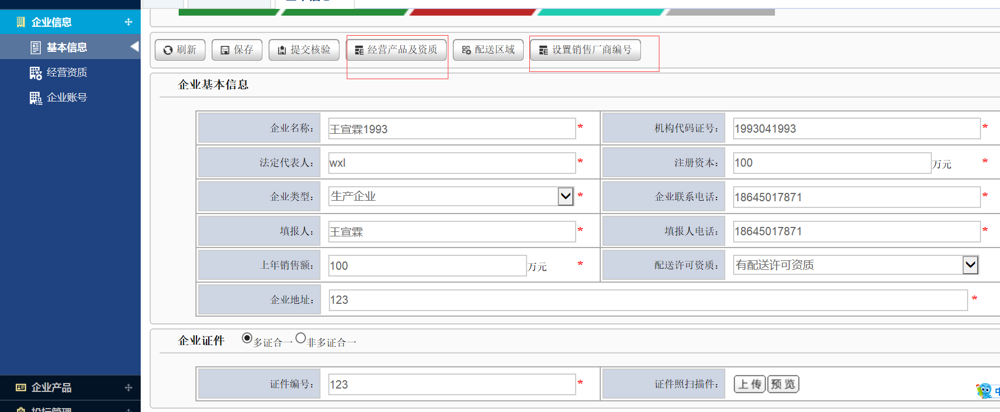 企业信息
基本信息
经营资质
企业账号
企业产品
投标管理
刷新 保存 提交核验 经营产品及资质 配送区域 设置销售厂商编号
企业基本信息
企业名称： 王宣霖1993 * 机构代码证号： 1993041993 *
法定代表人： wxl * 注册资本： 100 万元 *
企业类型： 生产企业 * 企业联系电话： 18645017871 *
填报人： 王宣霖 * 填报人电话： 18645017871 *
上年销售额： 100 万元 * 配送许可资质： 有配送许可资质
企业地址： 123 *
企业证件 多证合一 非多证合一
证件编号： 123 * 证件照扫描件： 上传 预览